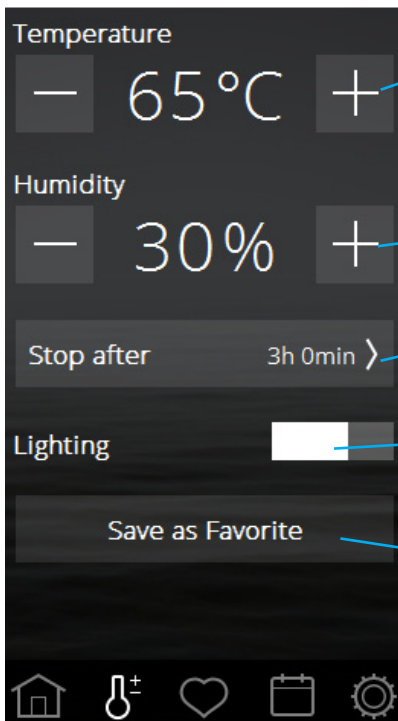 Temperature
65°C
Humidity
30%
Stop after 3h 0min
Lighting
Save as Favorite